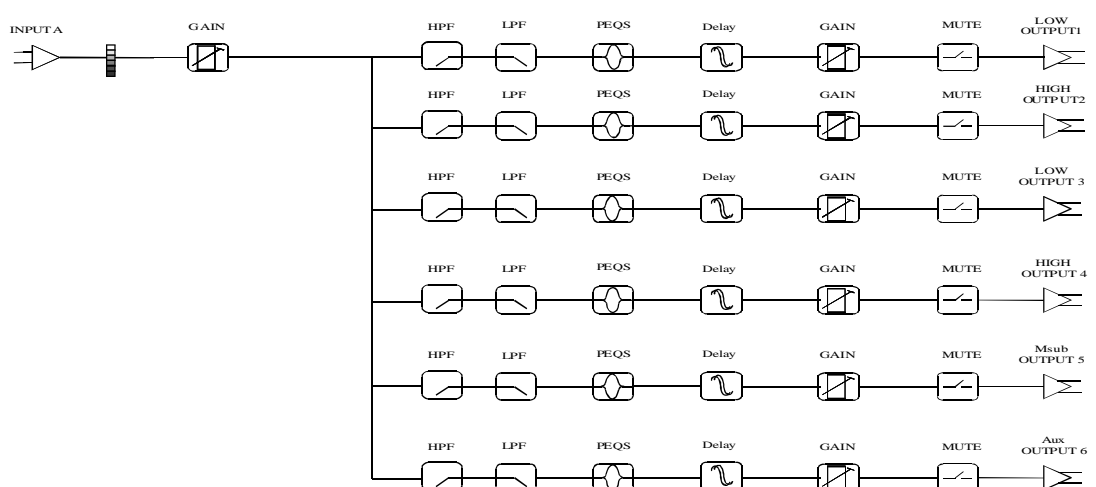 INPUT A
GAIN
HPF LPF PEQS Delay GAIN MUTE LOW
OUTPUT1
HPF LPF PEQS Delay GAIN MUTE HIGH
OUTPUT2
HPF LPF PEQS Delay GAIN MUTE LOW
OUTPUT 3
HPF LPF PEQS Delay GAIN MUTE HIGH
OUTPUT 4
HPF LPF PEQS Delay GAIN MUTE Msub
OUTPUT 5
HPF LPF PEQS Delay GAIN MUTE Aux
OUTPUT 6